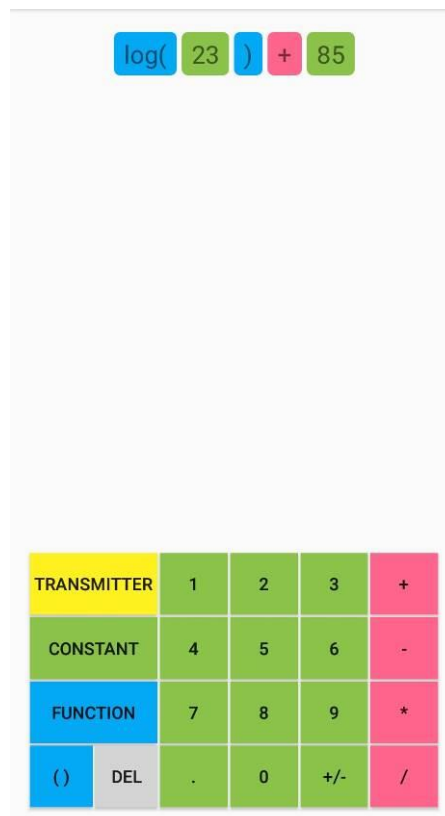 log( 23 ) + 85
TRANSMITTER 1 2 3 +
CONSTANT 4 5 6 -
FUNCTION 7 8 9 *
( ) DEL . 0 +/- /